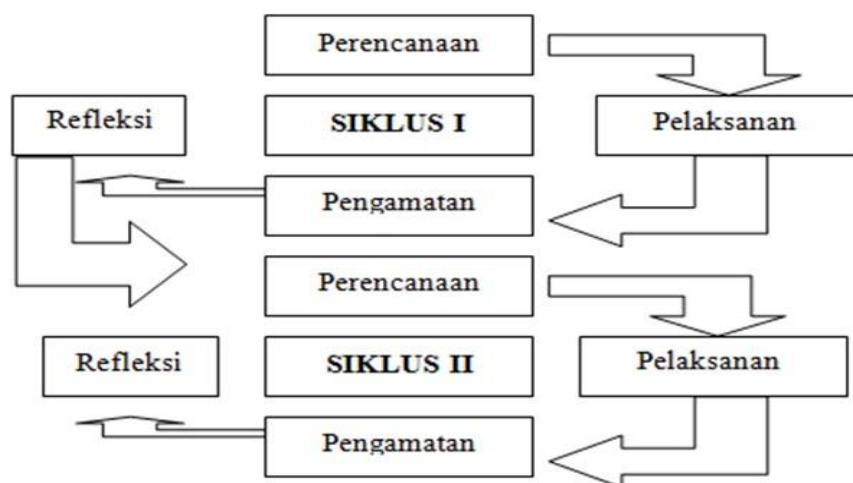 Perencanaan
Refleksi
SIKLUS I
Pelaksanan
Pengamatan
Perencanaan
Refleksi
SIKLUS II
Pelaksanan
Pengamatan